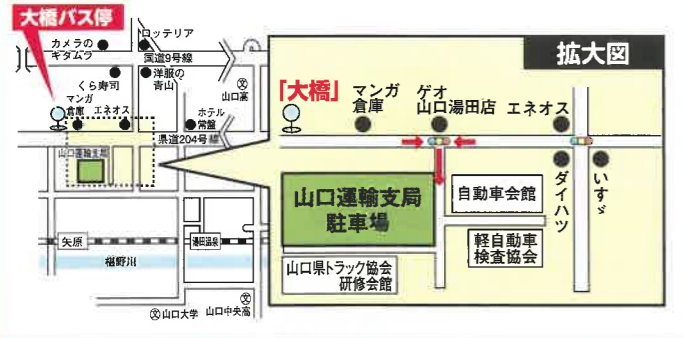 大橋バス停
ロッテリア
カメラの
キタムラ
国道9号線
洋服の
青山
くら寿司
マンガ
倉庫
エネオス
山口高
ホテル
常盤
県道204号線
山口運輸支局
矢原
湯田温泉
椹野川
文山口大学
山口中央高
文
拡大図
「大橋」
マンガ
倉庫
ゲオ
山口湯田店
エネオス
山口運輸支局
駐車場
自動車会館
ダイハツ
いすゞ
軽自動車
検査協会
山口県トラック協会
研修会館